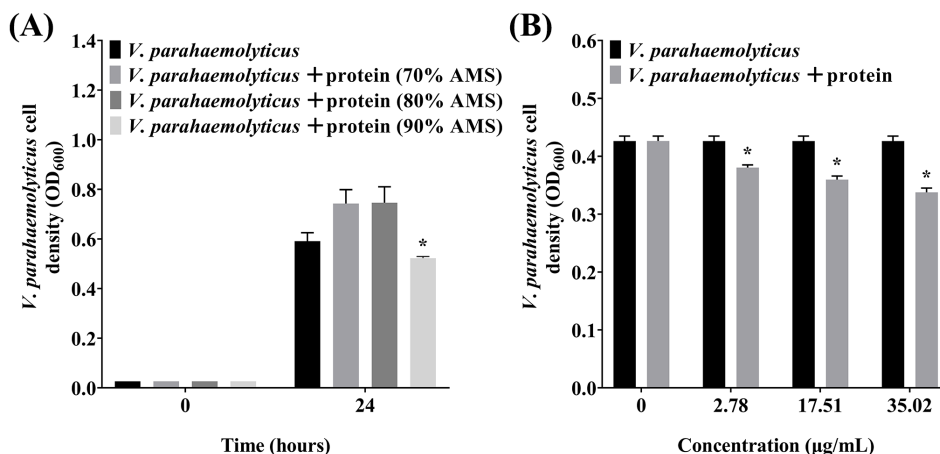 (A)
V. parahaemolyticus
V. parahaemolyticus +protein (70% AMS)
V. parahaemolyticus +protein (80% AMS)
V. parahaemolyticus +protein (90% AMS)
V. parahaemolyticus cell
density (OD600)
1.4
1.2
1.0
0.8
0.6
0.4
0.2
0.0
*
0 24
Time (hours)
(B)
V. parahaemolyticus
V. parahaemolyticus +protein
V. parahaemolyticus cell
density (OD600)
0.6
0.5
0.4
0.3
0.2
0.1
0.0
* * *
0 2.78 17.51 35.02
Concentration (μg/mL)